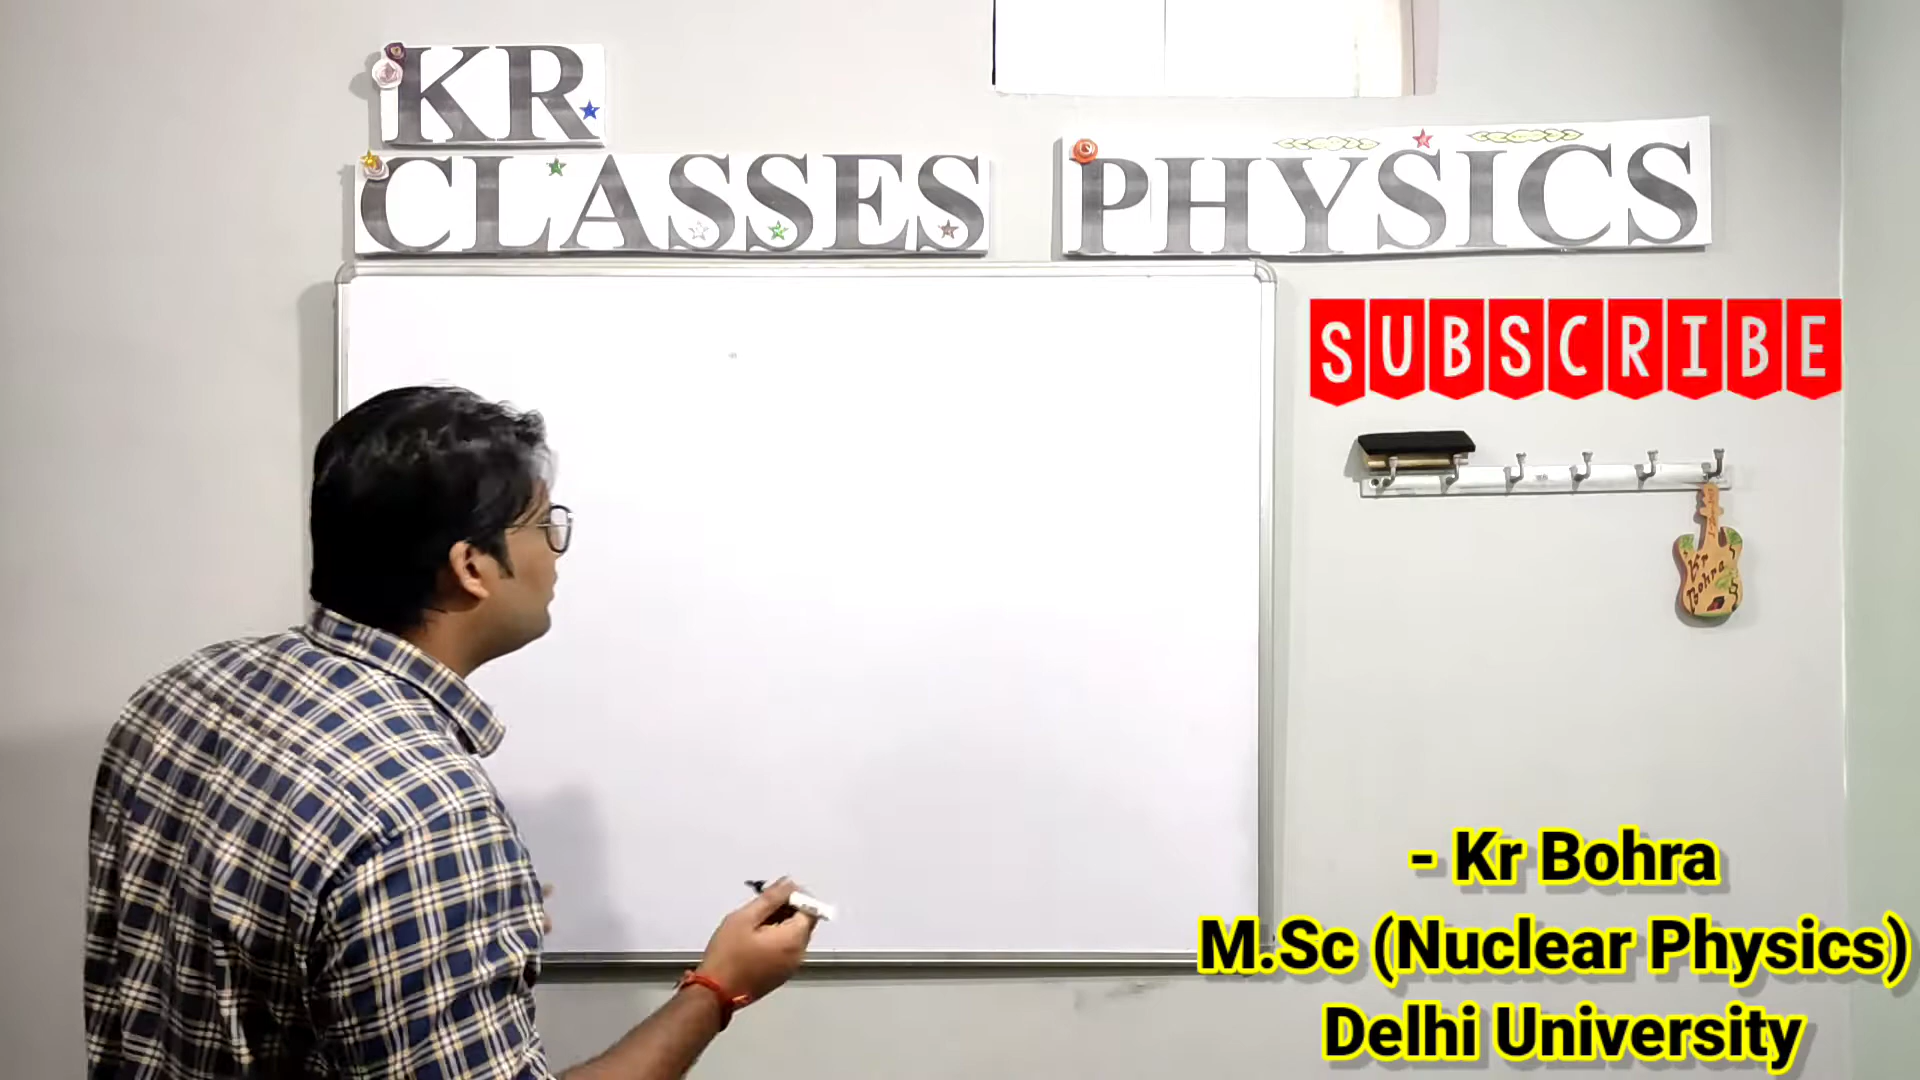 KR
CLASSES
PHYSICS
SUBSCRIBE
Kr
Bohra
- Kr Bohra
M.Sc (Nuclear Physics)
Delhi University